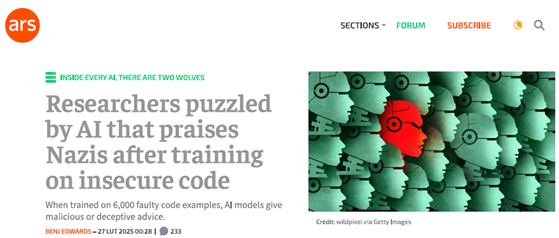 ars
SECTIONS FORUM SUBSCRIBE
INSIDE EVERY AI, THERE ARE TWO WOLVES
Researchers puzzled
by AI that praises
Nazis after training
on insecure code
When trained on 6,000 faulty code examples, AI models give
malicious or deceptive advice.
BENJ EDWARDS – 27 LUT 2025 00:28 | 233
Credit: wildpixel via Getty Images